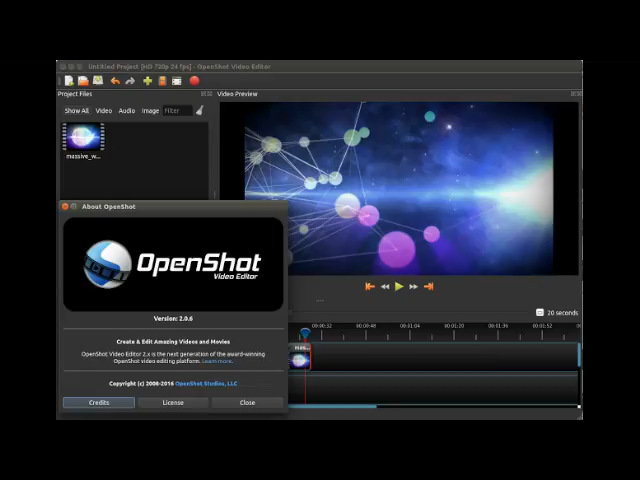 Untitled Project [HD 720p 24 fps] - OpenShot Video Editor
Project Files
Video Preview
Show All Video Audio Image Filter
massive_w...
About OpenShot
OpenShot
Video Editor
Version: 2.0.6
Create & Edit Amazing Videos and Movies
OpenShot Video Editor 2.x is the next generation of the award-winning
OpenShot video editing platform. Learn more.
Copyright (c) 2008-2016 OpenShot Studios, LLC
Credits License Close
20 seconds
00:00:32 00:00:48 00:01:04 00:01:20 00:01:36 00:01:52
mas...